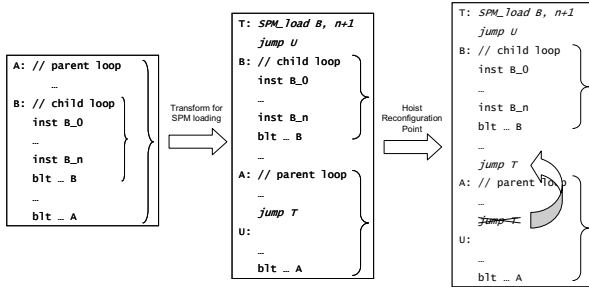 A: // parent loop
…
B: // child loop
inst B_0
…
inst B_n
blt … B
…
blt … A
Transform for
SPM loading
T: SPM_load B, n+1
jump U
B: // child loop
inst B_0
…
inst B_n
blt … B
…
A: // parent loop
…
jump T
U:
…
blt … A
Hoist
Reconfiguration
Point
T: SPM_load B, n+1
jump U
B: // child loop
inst B_0
…
inst B_n
blt … B
…
jump T
A: // parent loop
…
jump T
U:
…
blt … A